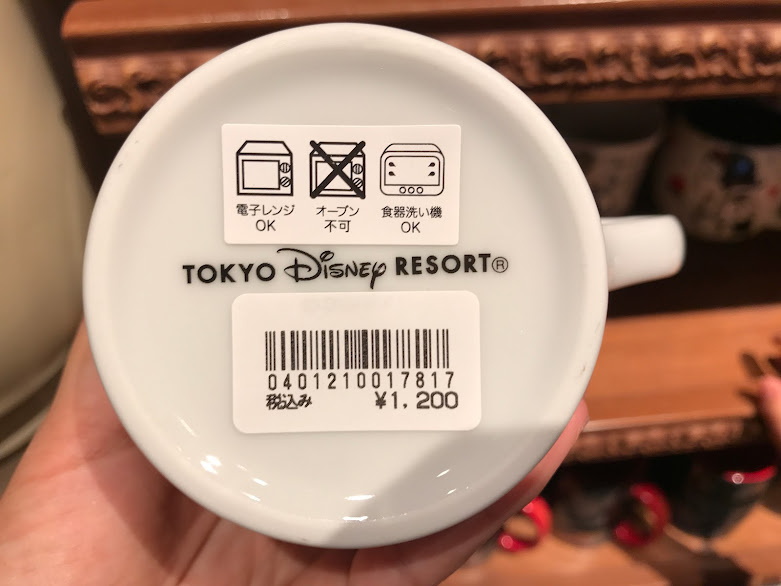 電子レンジ オーブン 食器洗い機
OK 不可 OK
TOKYO Disney RESORT®
0401210017817
税込み ¥1,200